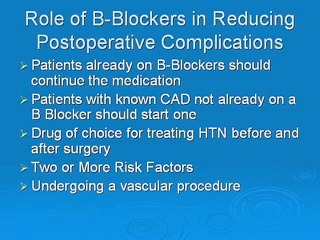 Role of B-Blockers in Reducing
Postoperative Complications
Patients already on B-Blockers should
continue the medication
Patients with known CAD not already on a
B Blocker should start one
Drug of choice for treating HTN before and
after surgery
Two or More Risk Factors
Undergoing a vascular procedure